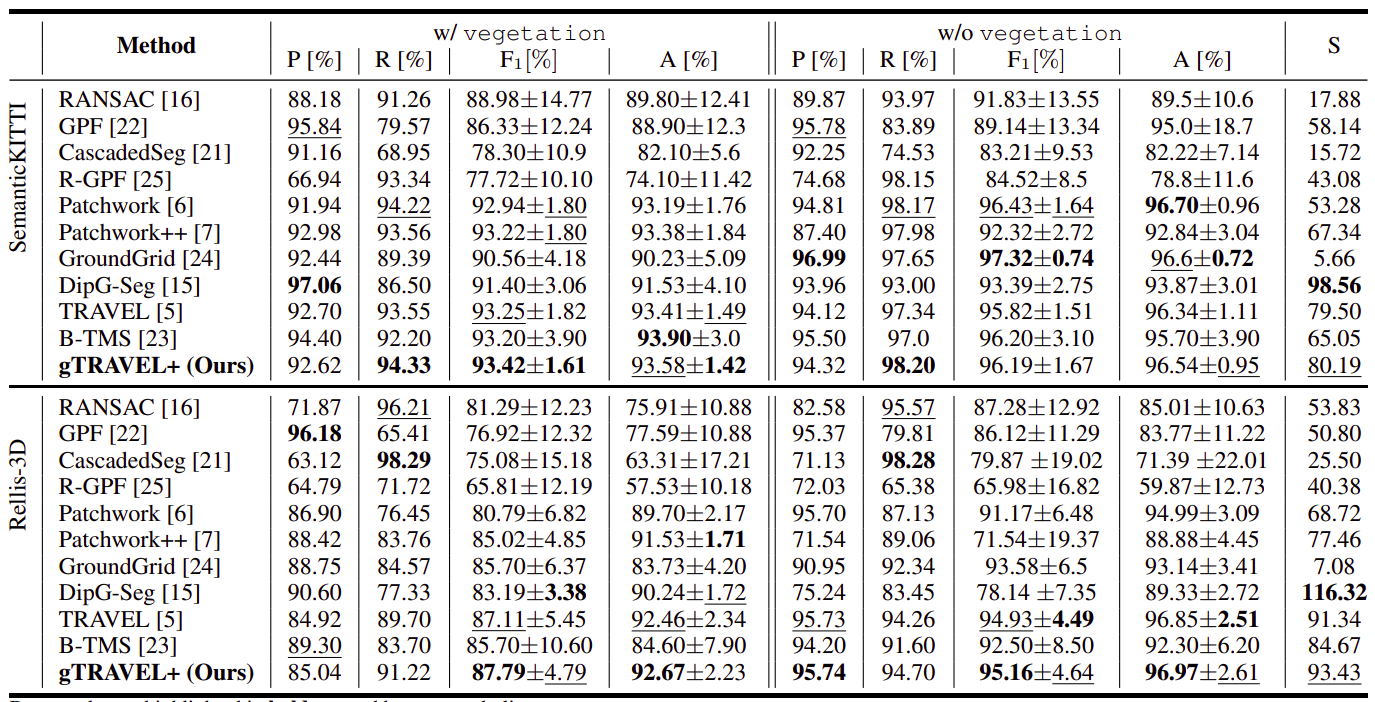 Method w/ vegetation w/o vegetation S
P [%] R [%] F1[%] A [%] P [%] R [%] F1[%] A [%]
SemanticKITTI
RANSAC [16] 88.18 91.26 88.98±14.77 89.80±12.41 89.87 93.97 91.83±13.55 89.5±10.6 17.88
GPF [22] 95.84 79.57 86.33±12.24 88.90±12.3 95.78 83.89 89.14±13.34 95.0±18.7 58.14
CascadedSeg [21] 91.16 68.95 78.30±10.9 82.10±5.6 92.25 74.53 83.21±9.53 82.22±7.14 15.72
R-GPF [25] 66.94 93.34 77.72±10.10 74.10±11.42 74.68 98.15 84.52±8.5 78.8±11.6 43.08
Patchwork [6] 91.94 94.22 92.94±1.80 93.19±1.76 94.81 98.17 96.43±1.64 96.70±0.96 53.28
Patchwork++ [7] 92.98 93.56 93.22±1.80 93.38±1.84 87.40 97.98 92.32±2.72 92.84±3.04 67.34
GroundGrid [24] 92.44 89.39 90.56±4.18 90.23±5.09 96.99 97.65 97.32±0.74 96.6±0.72 5.66
DipG-Seg [15] 97.06 86.50 91.40±3.06 91.53±4.10 93.96 93.00 93.39±2.75 93.87±3.01 98.56
TRAVEL [5] 92.70 93.55 93.25±1.82 93.41±1.49 94.12 97.34 95.82±1.51 96.34±1.11 79.50
B-TMS [23] 94.40 92.20 93.20±3.90 93.90±3.0 95.50 97.0 96.20±3.10 95.70±3.90 65.05
gTRAVEL+ (Ours) 92.62 94.33 93.42±1.61 93.58±1.42 94.32 98.20 96.19±1.67 96.54±0.95 80.19
Rellis-3D
RANSAC [16] 71.87 96.21 81.29±12.23 75.91±10.88 82.58 95.57 87.28±12.92 85.01±10.63 53.83
GPF [22] 96.18 65.41 76.92±12.32 77.59±10.88 95.37 79.81 86.12±11.29 83.77±11.22 50.80
CascadedSeg [21] 63.12 98.29 75.08±15.18 63.31±17.21 71.13 98.28 79.87 ±19.02 71.39 ±22.01 25.50
R-GPF [25] 64.79 71.72 65.81±12.19 57.53±10.18 72.03 65.38 65.98±16.82 59.87±12.73 40.38
Patchwork [6] 86.90 76.45 80.79±6.82 89.70±2.17 95.70 87.13 91.17±6.48 94.99±3.09 68.72
Patchwork++ [7] 88.42 83.76 85.02±4.85 91.53±1.71 71.54 89.06 71.54±19.37 88.88±4.45 77.46
GroundGrid [24] 88.75 84.57 85.70±6.37 83.73±4.20 90.95 92.34 93.58±6.5 93.14±3.41 7.08
DipG-Seg [15] 90.60 77.33 83.19±3.38 90.24±1.72 75.24 83.45 78.14 ±7.35 89.33±2.72 116.32
TRAVEL [5] 84.92 89.70 87.11±5.45 92.46±2.34 95.73 94.26 94.93±4.49 96.85±2.51 91.34
B-TMS [23] 89.30 83.70 85.70±10.60 84.60±7.90 94.20 91.60 92.50±8.50 92.30±6.20 84.67
gTRAVEL+ (Ours) 85.04 91.22 87.79±4.79 92.67±2.23 95.74 94.70 95.16±4.64 96.97±2.61 93.43